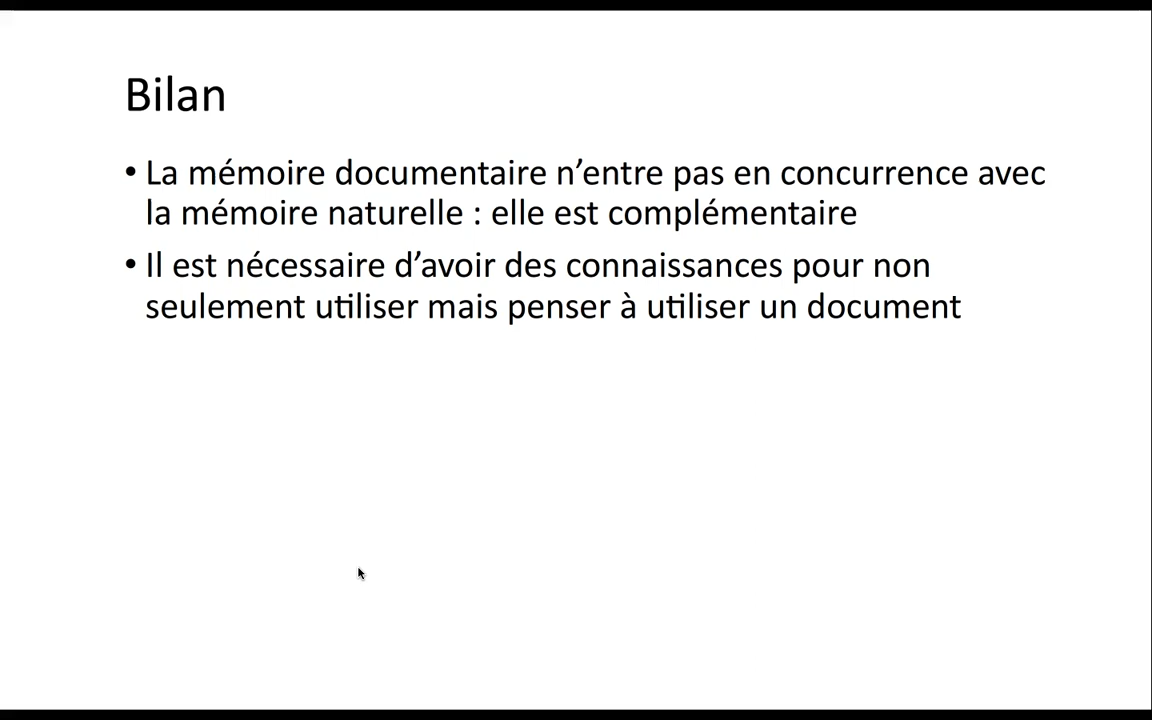 Bilan
• La mémoire documentaire n’entre pas en concurrence avec
la mémoire naturelle : elle est complémentaire
• Il est nécessaire d’avoir des connaissances pour non
seulement utiliser mais penser à utiliser un document